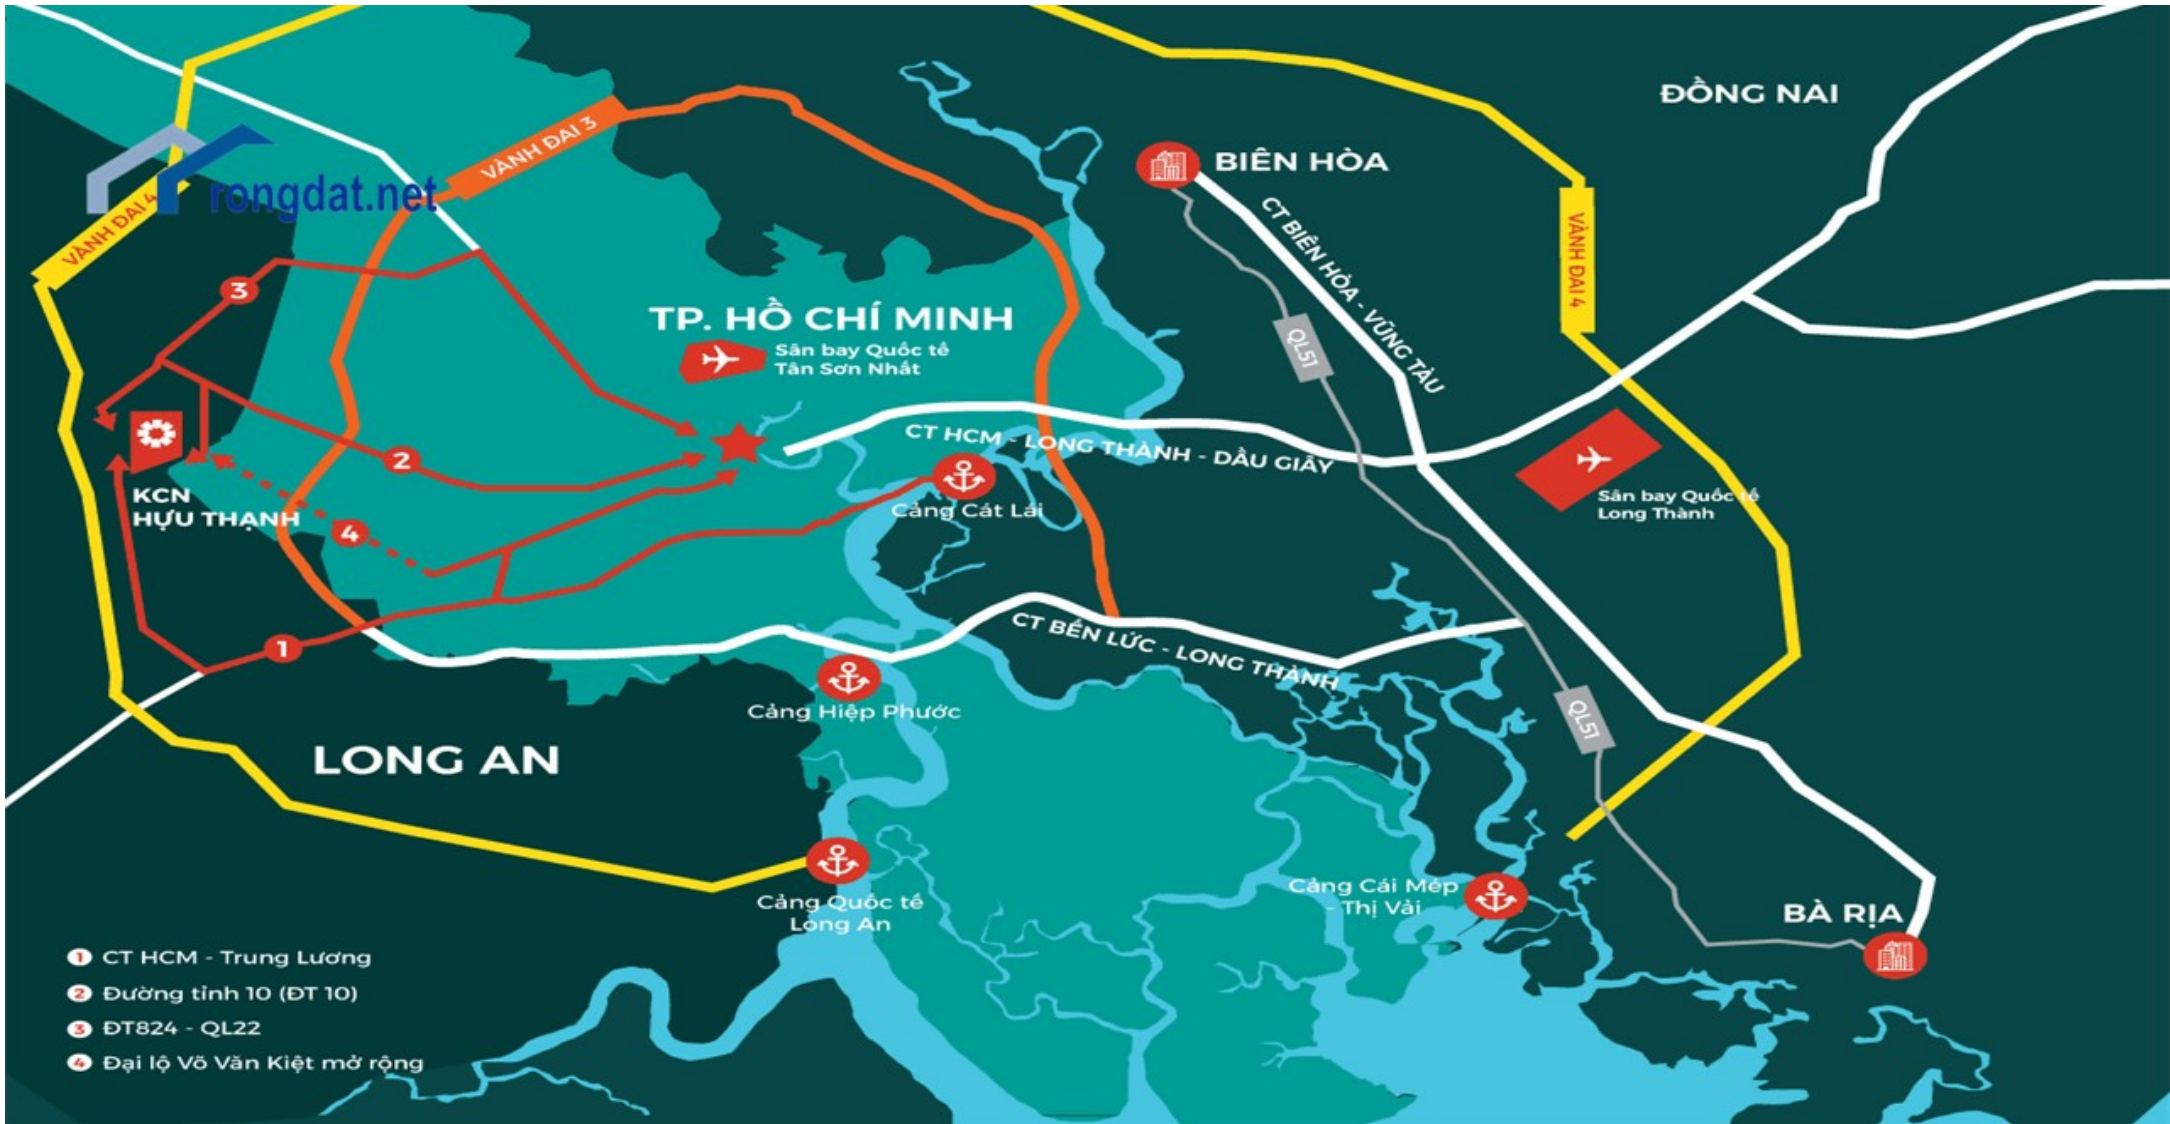 ĐỒNG NAI
VÀNH ĐAI 3
BIÊN HÒA
rongdat.net
VÀNH ĐAI 4
CT BIÊN HÒA - VŨNG TÀU
VÀNH ĐAI 4
3
TP. HỒ CHÍ MINH
Sân bay Quốc tế
Tân Sơn Nhất
QL51
CT HCM - LONG THÀNH - DẦU GIÂY
2
KCN
HỰU THẠNH
Cảng Cát Lái
Sân bay Quốc tế
Long Thành
4
1
CT BẾN LỨC - LONG THÀNH
Cảng Hiệp Phước
QL51
LONG AN
Cảng Quốc tế
Long An
Cảng Cái Mép
- Thị Vải
BÀ RỊA
1 CT HCM - Trung Lương
2 Đường tỉnh 10 (ĐT 10)
3 ĐT824 - QL22
4 Đại lộ Võ Văn Kiệt mở rộng